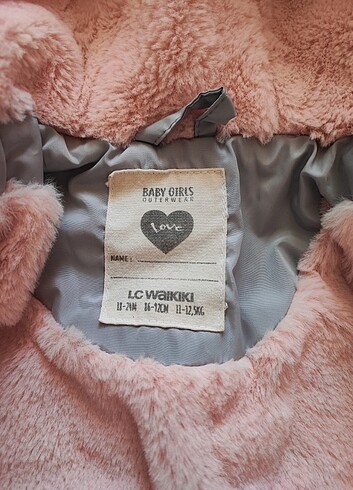 BABY GIRLS
OUTERWEAR
Love
NAME:
LC WAIKIKI
18-24M 86-92CM 11-12,5KG